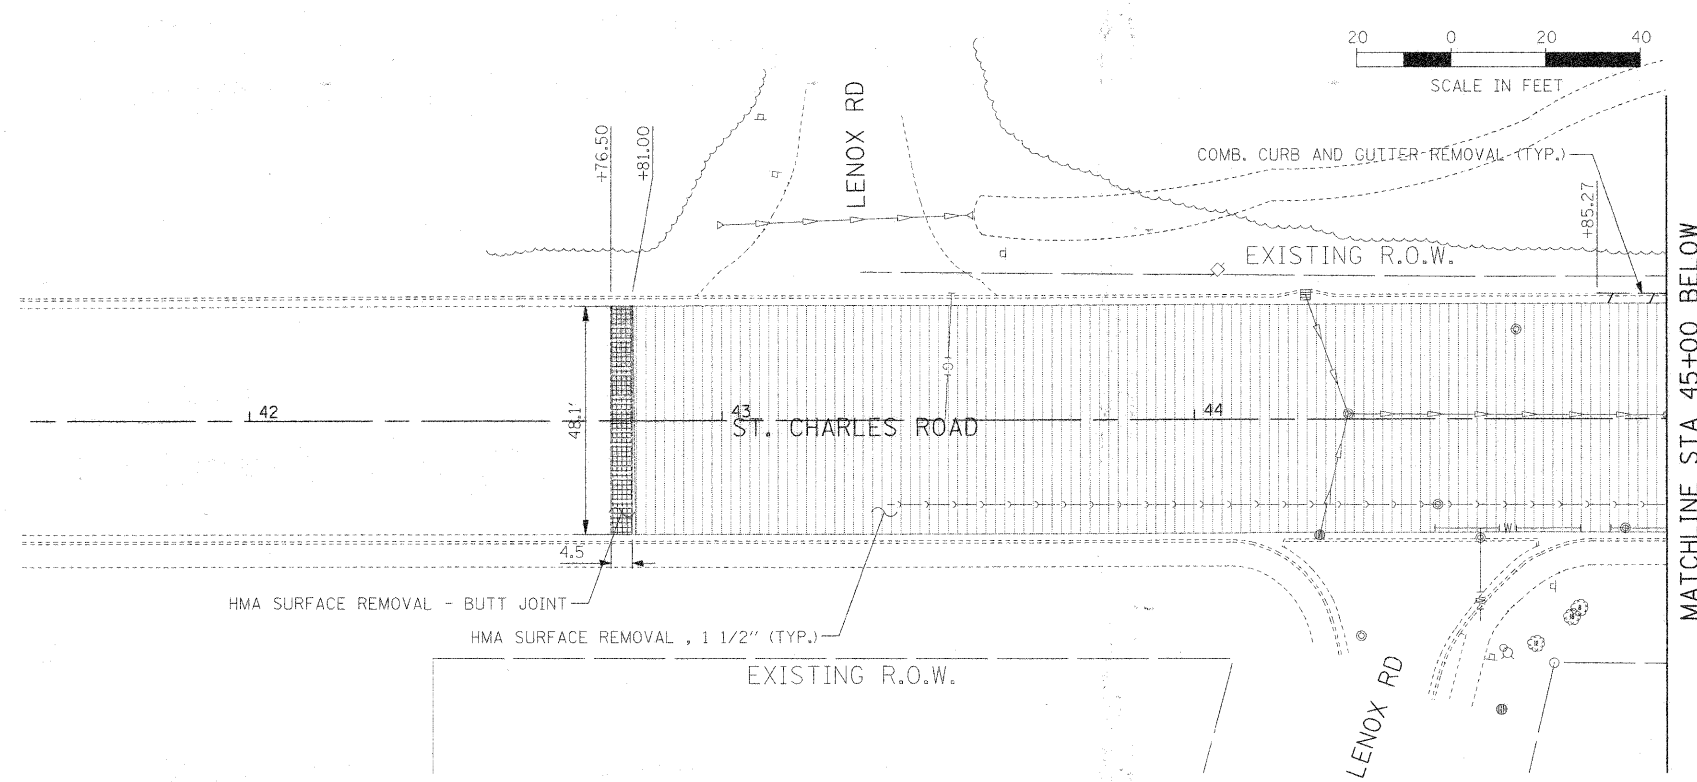 20 0 20 40
SCALE IN FEET
LENOX RD
+76.50
+81.00
COMB. CURB AND GUTTER REMOVAL (TYP.)
+85.27
EXISTING R.O.W.
MATCHLINE STA 45+00 BELOW
G
42
43
44
ST. CHARLES ROAD
48.1'
W
4.5
HMA SURFACE REMOVAL - BUTT JOINT
HMA SURFACE REMOVAL , 1 1/2" (TYP.)
EXISTING R.O.W.
LENOX RD